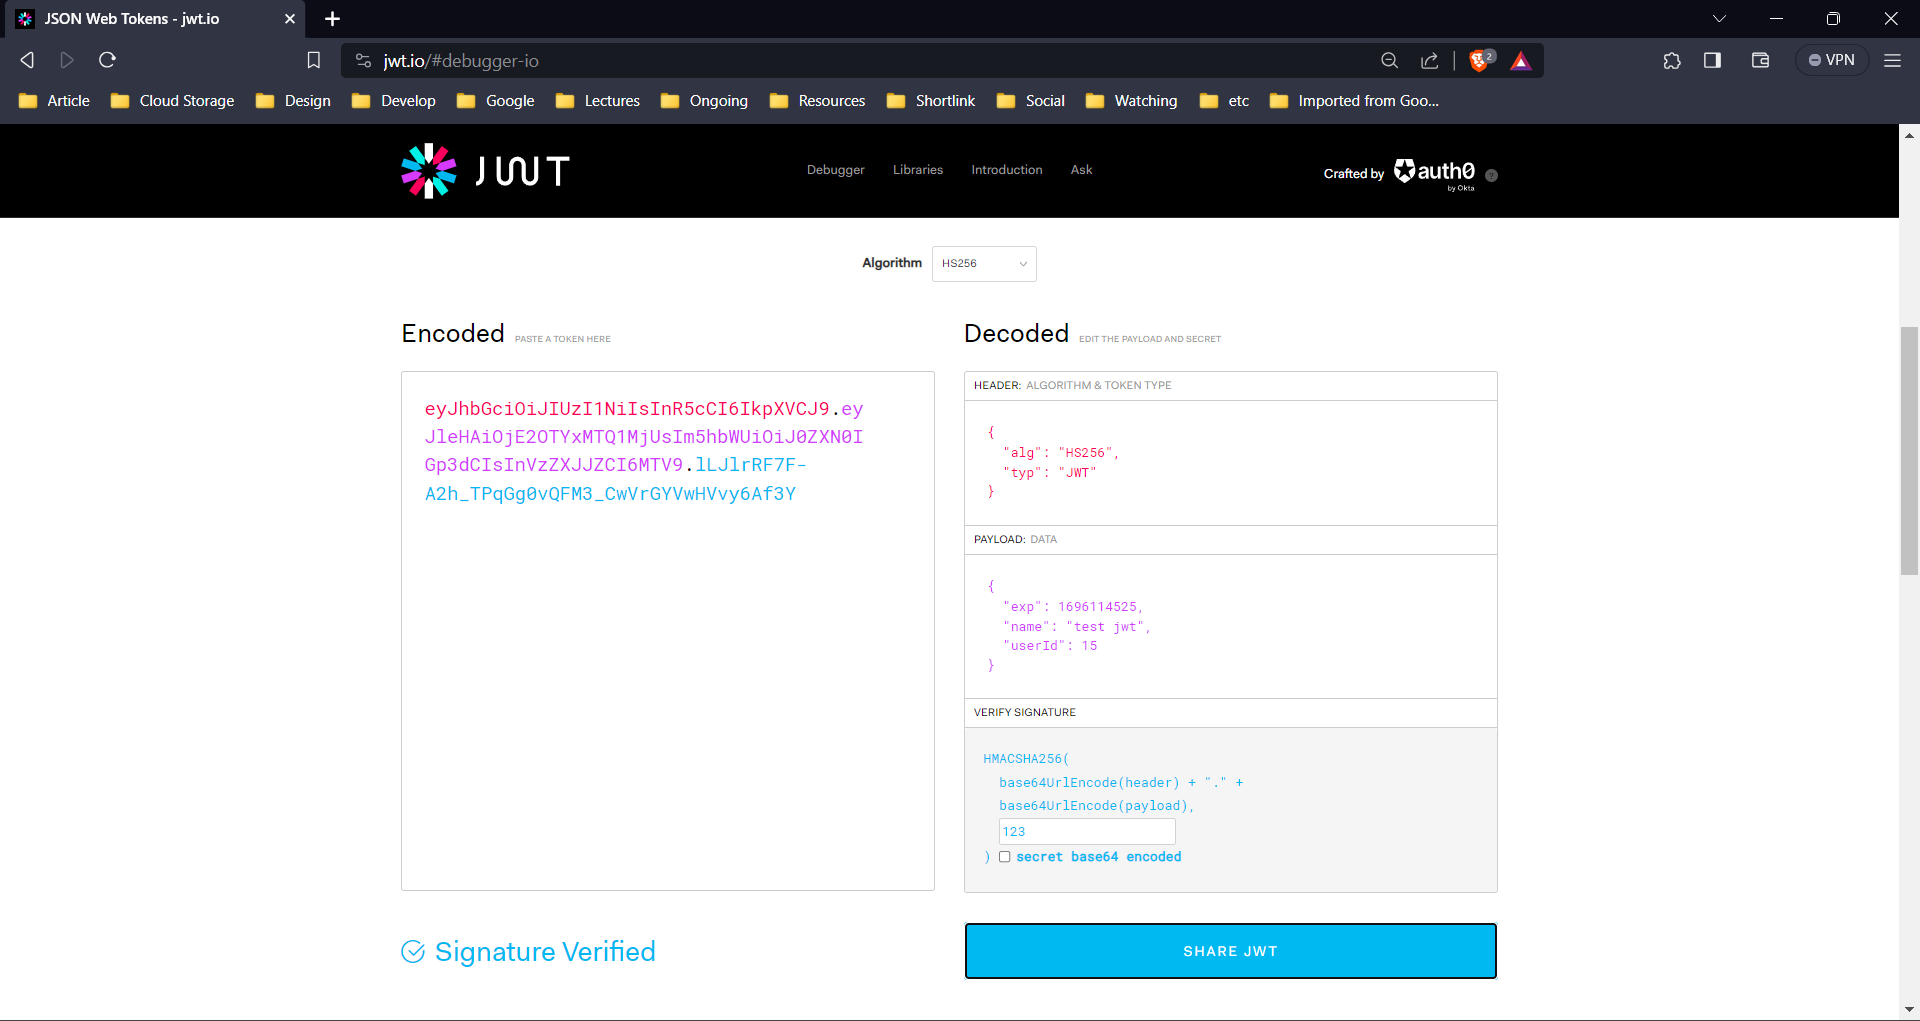 JSON Web Tokens - jwt.io
jwt.io/#debugger-io
2
VPN
Article
Cloud Storage
Design
Develop
Google
Lectures
Ongoing
Resources
Shortlink
Social
Watching
etc
Imported from Goo...
JWT
Debugger
Libraries
Introduction
Ask
Crafted by
auth0
by Okta
?
Algorithm
HS256
Encoded PASTE A TOKEN HERE
eyJhbGciOiJIUzI1NiIsInR5cCI6IkpXVCJ9.ey
JleHAiOjE2OTYxMTQ1MjUsIm5hbWUiOiJ0ZXN0I
Gp3dCIsInVzZXJJZCI6MTV9.lLJlrRF7F-
A2h_TPqGg0vQFM3_CwVrGYVwHVvy6Af3Y
Decoded EDIT THE PAYLOAD AND SECRET
HEADER: ALGORITHM & TOKEN TYPE
{
"alg": "HS256",
"typ": "JWT"
}
PAYLOAD: DATA
{
"exp": 1696114525,
"name": "test jwt",
"userId": 15
}
VERIFY SIGNATURE
HMACSHA256(
base64UrlEncode(header) + "." +
base64UrlEncode(payload),
123
) secret base64 encoded
Signature Verified
SHARE JWT